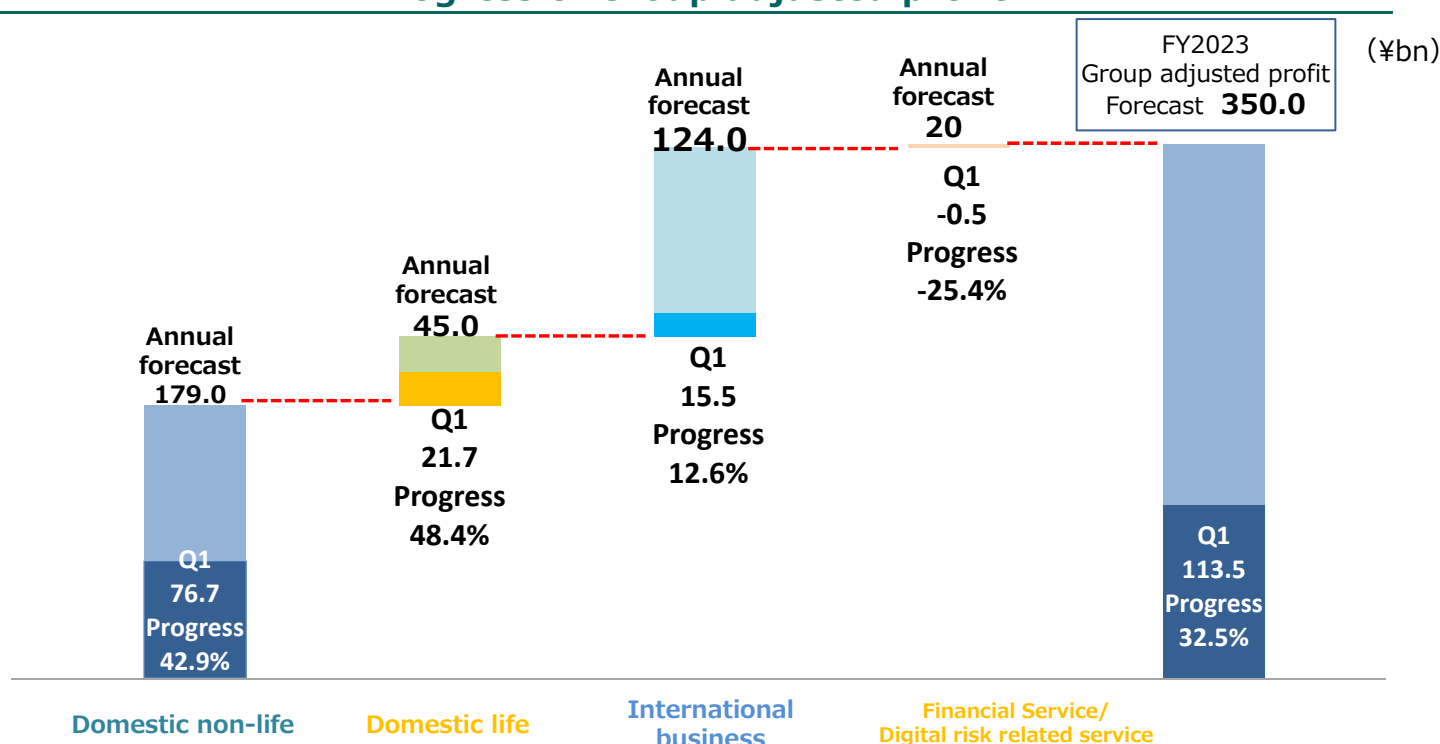 FY2023
Group adjusted profit
Forecast 350.0
(¥bn)
Annual
forecast
179.0
Q1
76.7
Progress
42.9%
Annual
forecast
45.0
Q1
21.7
Progress
48.4%
Annual
forecast
124.0
Q1
15.5
Progress
12.6%
Annual
forecast
20
Q1
-0.5
Progress
-25.4%
Q1
113.5
Progress
32.5%
Domestic non-life
Domestic life
International
business
Financial Service/
Digital risk related service